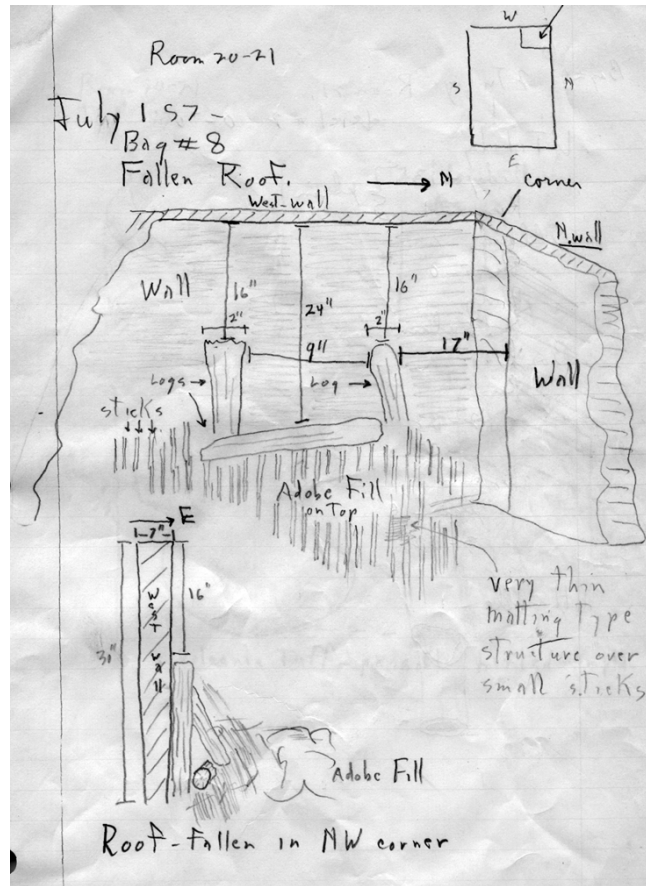 Room 20-21
W
S
N
E
July 1 57-
Bag # 8
Fallen Roof.
→ N
West-wall
corner
N. wall
Wall
16"
24"
16"
2"
2"
9"
17"
Wall
Logs →
Log →
sticks
Adobe Fill
on Top
E
7"
30"
West Wall
16"
very thin
matting type
structure over
small sticks
Adobe Fill
Roof-Fallen in NW corner